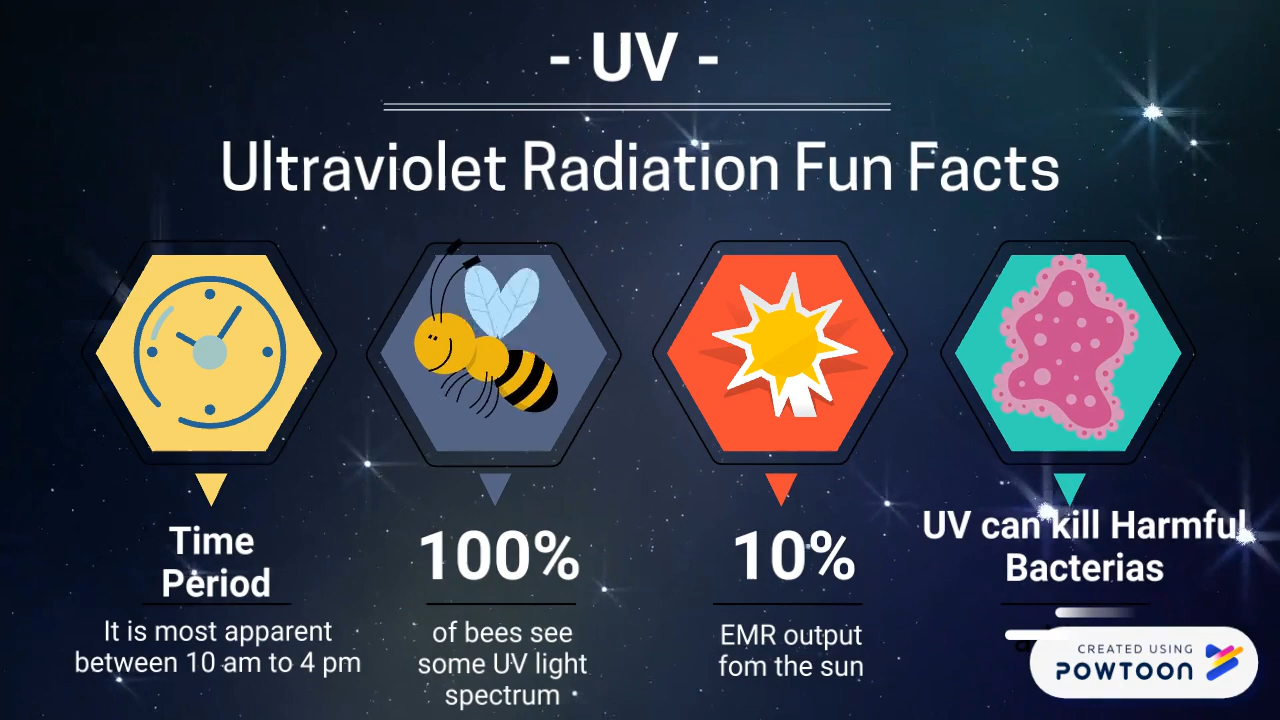 - UV -
Ultraviolet Radiation Fun Facts
Time
Period
It is most apparent
between 10 am to 4 pm
100%
of bees see
some UV light
spectrum
10%
EMR output
fom the sun
UV can kill Harmful
Bacterias
CREATED USING
POWTOON